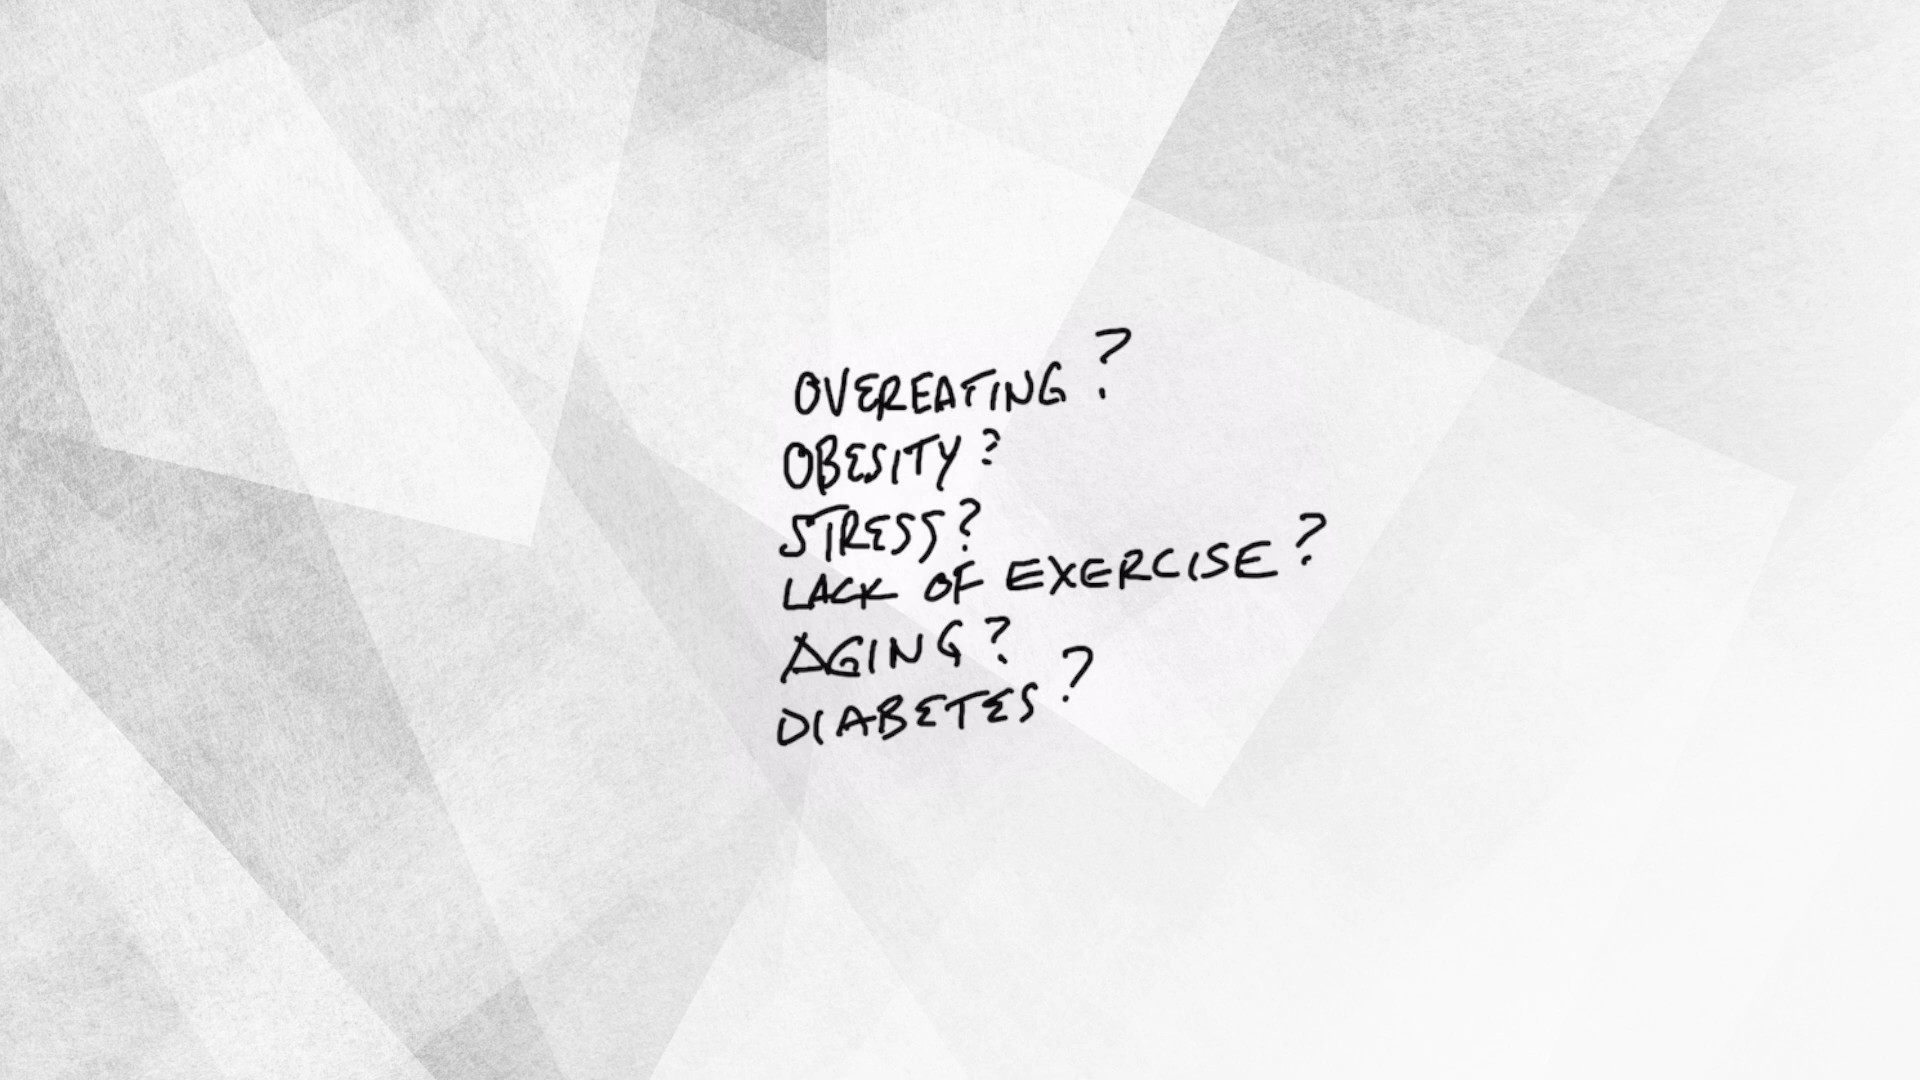 OVEREATING?
OBESITY?
STRESS?
LACK OF EXERCISE?
AGING?
DIABETES?